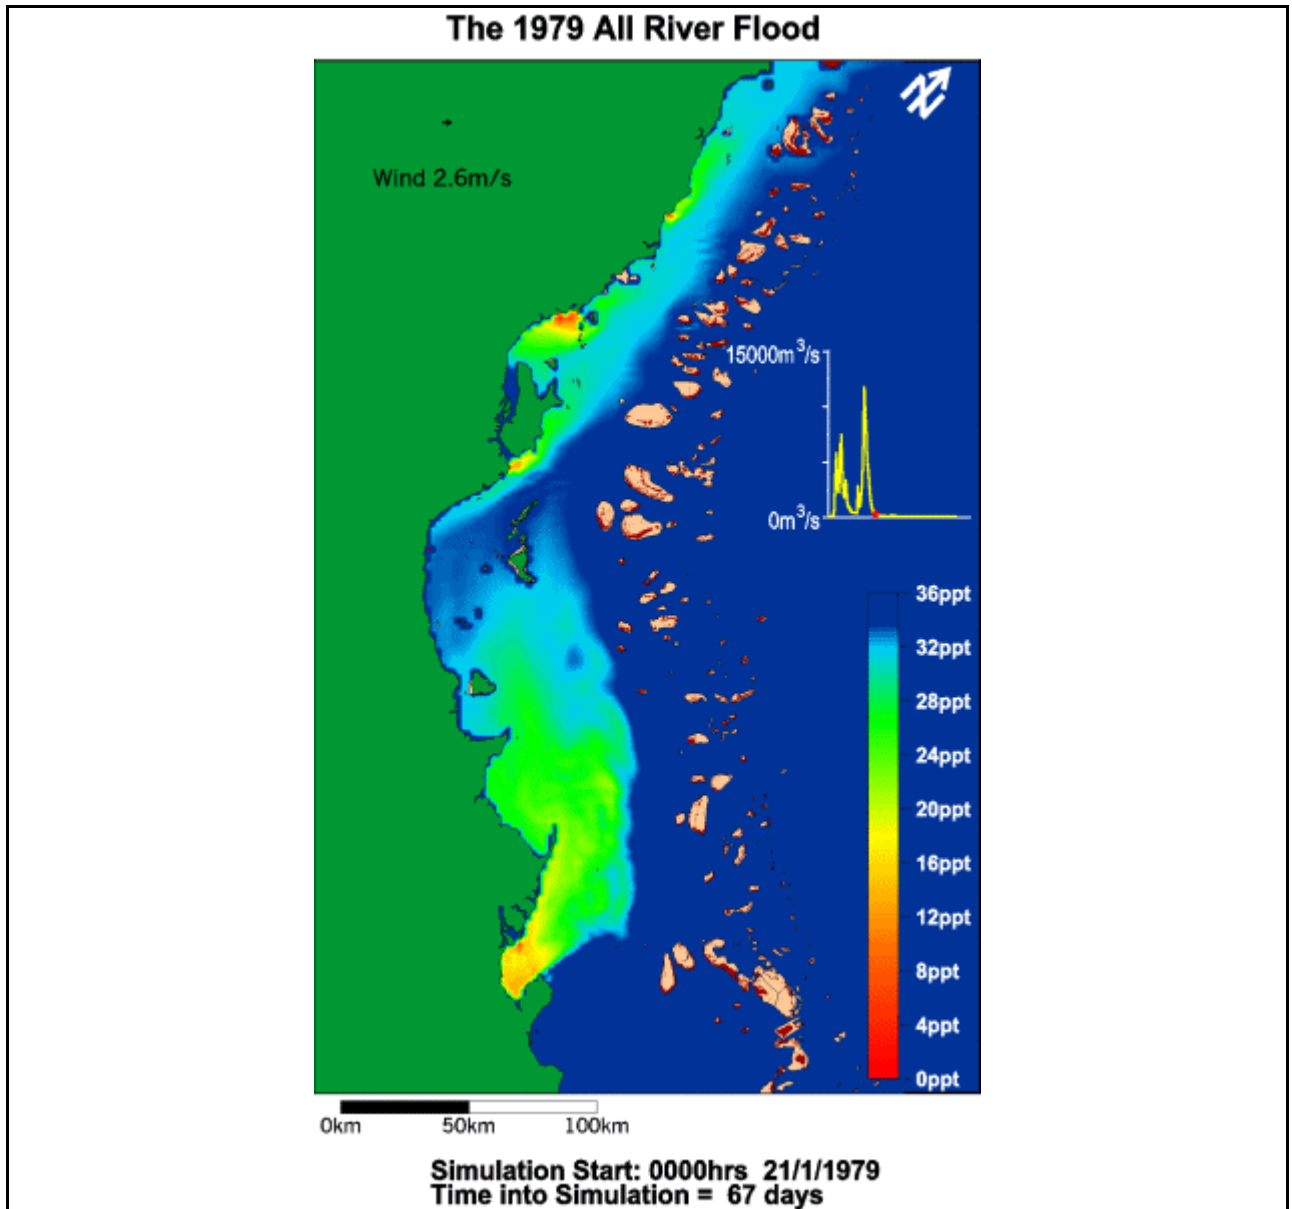 The 1979 All River Flood
N
Wind 2.6m/s
15000m³/s
0m³/s
36ppt
32ppt
28ppt
24ppt
20ppt
16ppt
12ppt
8ppt
4ppt
0ppt
0km 50km 100km
Simulation Start: 0000hrs 21/1/1979
Time into Simulation = 67 days